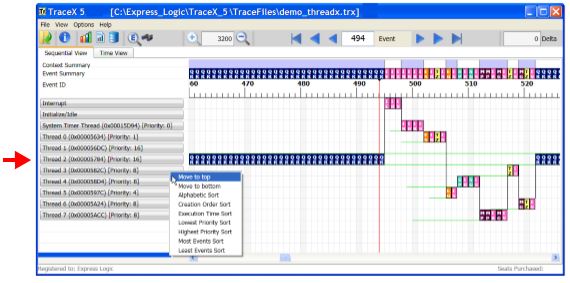 TraceX 5 [C:\Express_Logic\TraceX_5\TraceFiles\demo_threadx.trx]
File View Options Help
3200 494 Event 0 Delta
Sequential View Time View
Context Summary
Event Summary
Event ID
60 470 480 490 500 510 520
Interrupt
Initialize/Idle
System Timer Thread (0x00015D94) [Priority: 0]
Thread 0 (0x00005634) [Priority: 1]
Thread 1 (0x000056DC) [Priority: 16]
Thread 2 (0x00005784) [Priority: 16]
Thread 3 (0x0000582C) [Priority: 8]
Thread 4 (0x000058D4) [Priority: 8]
Thread 5 (0x0000597C) [Priority: 4]
Thread 6 (0x00005A24) [Priority: 8]
Thread 7 (0x00005ACC) [Priority: 8]
Move to top
Move to bottom
Alphabetic Sort
Creation Order Sort
Execution Time Sort
Lowest Priority Sort
Highest Priority Sort
Most Events Sort
Least Events Sort
Registered to: Express Logic Seats Purchased: